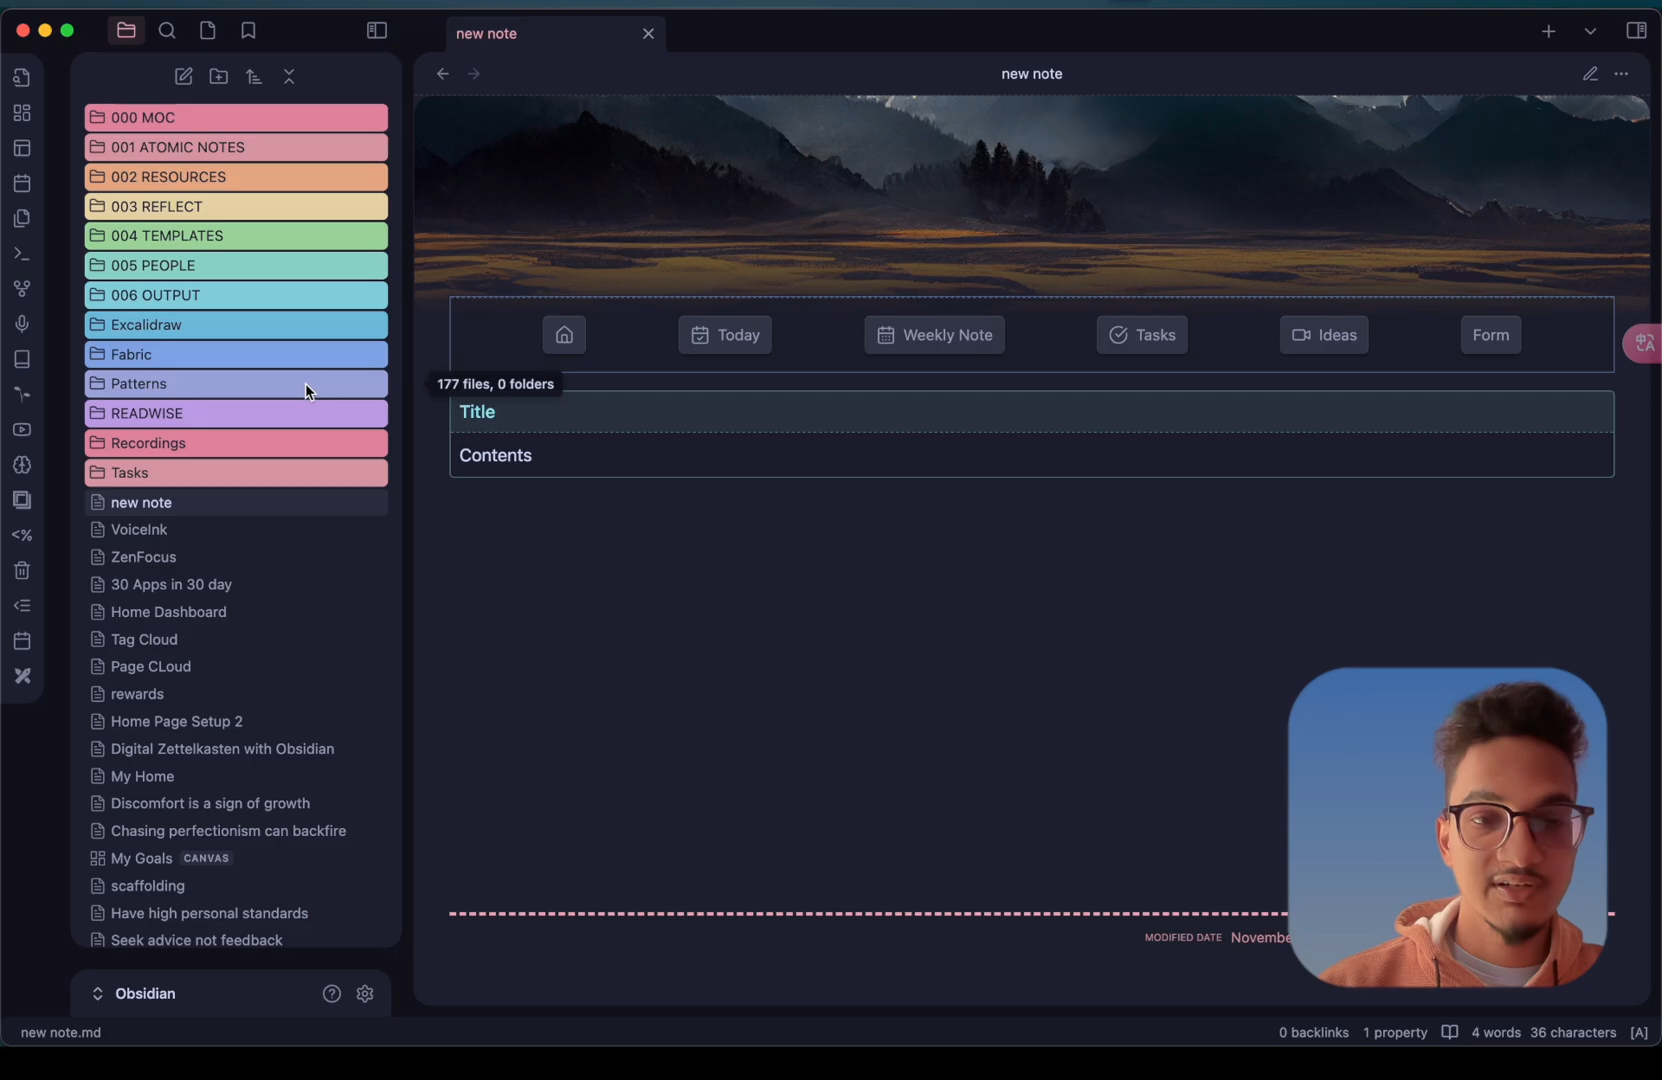 new note
new note
000 MOC
001 ATOMIC NOTES
002 RESOURCES
003 REFLECT
004 TEMPLATES
005 PEOPLE
006 OUTPUT
Excalidraw
Fabric
Patterns
READWISE
Recordings
Tasks
new note
VoiceInk
ZenFocus
30 Apps in 30 day
Home Dashboard
Tag Cloud
Page CLoud
rewards
Home Page Setup 2
Digital Zettelkasten with Obsidian
My Home
Discomfort is a sign of growth
Chasing perfectionism can backfire
My Goals CANVAS
scaffolding
Have high personal standards
Seek advice not feedback
Obsidian
Today Weekly Note Tasks Ideas Form
177 files, 0 folders
Title
Contents
MODIFIED DATE Novembe
new note.md
0 backlinks 1 property 4 words 36 characters [A]